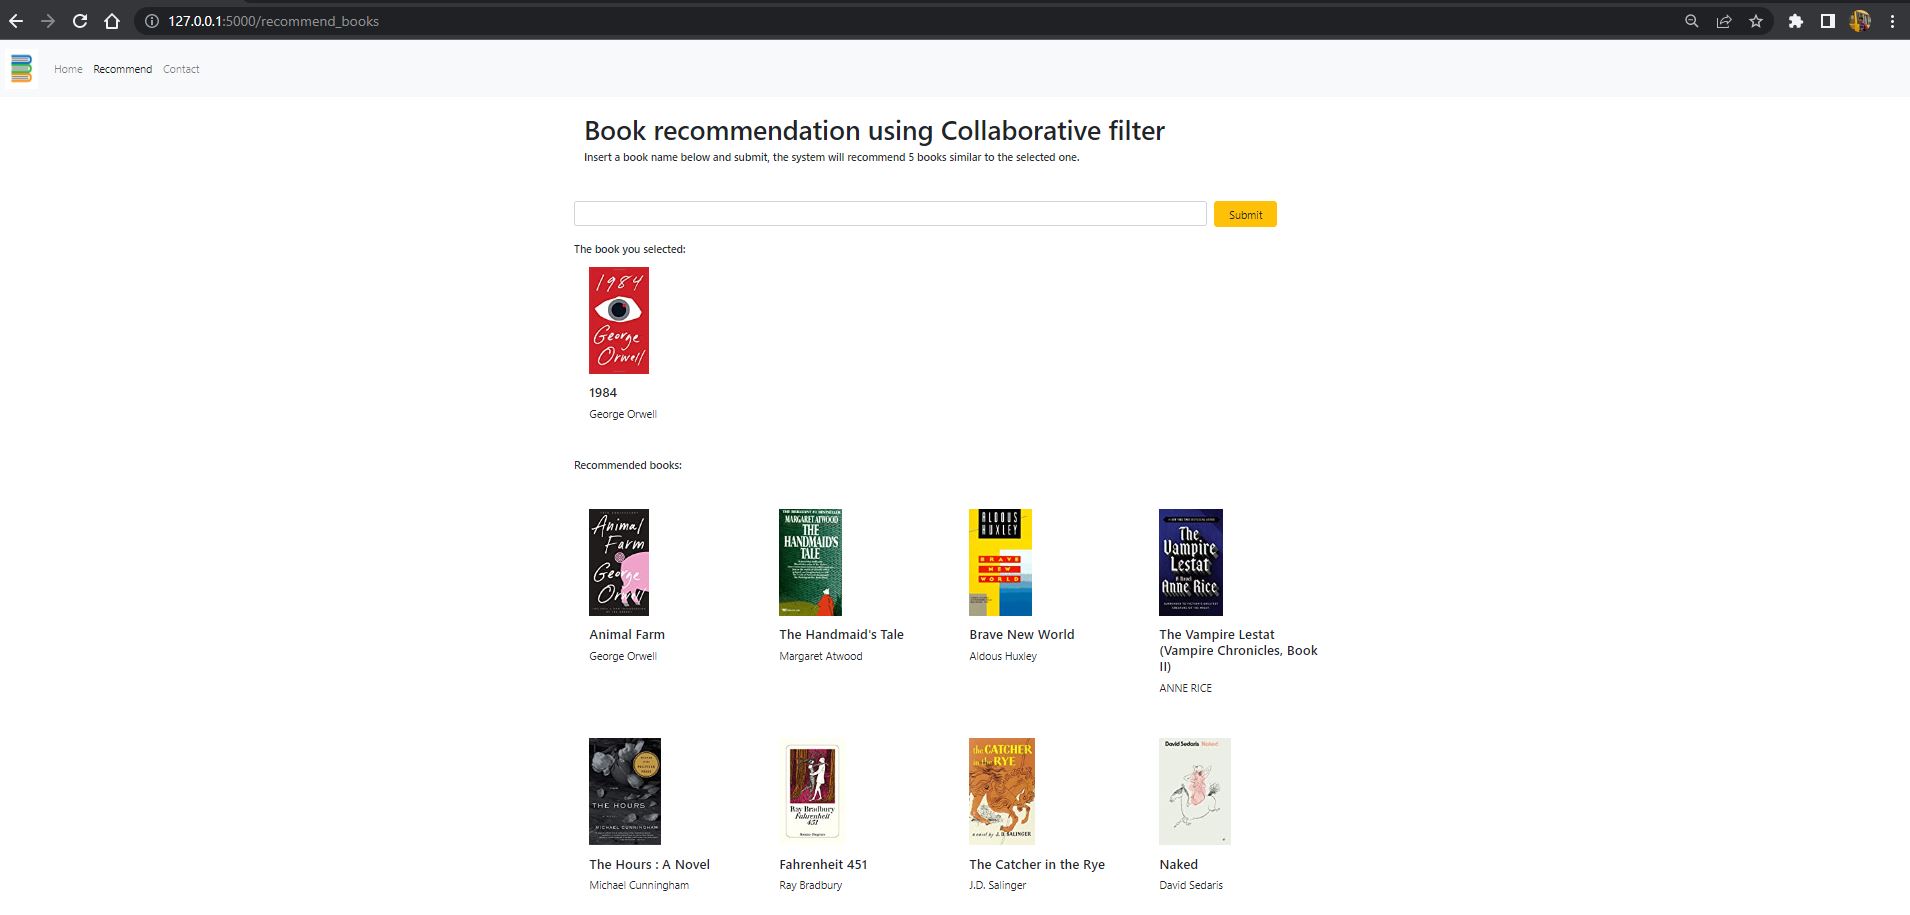 127.0.0.1:5000/recommend_books
Home Recommend Contact
Book recommendation using Collaborative filter
Insert a book name below and submit, the system will recommend 5 books similar to the selected one.
Submit
The book you selected:
1984
George
Orwell
1984
George Orwell
Recommended books:
Animal
Farm
George
Orwell
MARGARET ATWOOD
THE
HANDMAID'S
TALE
ALDOUS
HUXLEY
BRAVE
NEW
WORLD
The
Vampire
Lestat
Anne Rice
Animal Farm
George Orwell
The Handmaid's Tale
Margaret Atwood
Brave New World
Aldous Huxley
The Vampire Lestat
(Vampire Chronicles, Book
II)
ANNE RICE
THE HOURS
MICHAEL CUNNINGHAM
Ray Bradbury
Fahrenheit
451
the CATCHER
in the RYE
a novel by J. D. SALINGER
David Sedaris Naked
The Hours : A Novel
Michael Cunningham
Fahrenheit 451
Ray Bradbury
The Catcher in the Rye
J.D. Salinger
Naked
David Sedaris